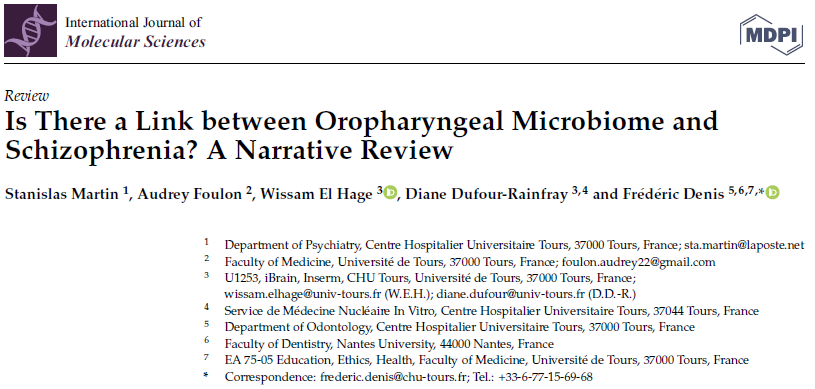 International Journal of
Molecular Sciences
MDPI
Review
Is There a Link between Oropharyngeal Microbiome and
Schizophrenia? A Narrative Review
Stanislas Martin 1, Audrey Foulon 2, Wissam El Hage 3 iD, Diane Dufour-Rainfray 3,4 and Frédéric Denis 5,6,7,* iD
1 Department of Psychiatry, Centre Hospitalier Universitaire Tours, 37000 Tours, France; sta.martin@laposte.net
2 Faculty of Medicine, Université de Tours, 37000 Tours, France; foulon.audrey22@gmail.com
3 U1253, iBrain, Inserm, CHU Tours, Université de Tours, 37000 Tours, France;
wissam.elhage@univ-tours.fr (W.E.H.); diane.dufour@univ-tours.fr (D.D.-R.)
4 Service de Médecine Nucléaire In Vitro, Centre Hospitalier Universitaire Tours, 37044 Tours, France
5 Department of Odontology, Centre Hospitalier Universitaire Tours, 37000 Tours, France
6 Faculty of Dentistry, Nantes University, 44000 Nantes, France
7 EA 75-05 Education, Ethics, Health, Faculty of Medicine, Université de Tours, 37000 Tours, France
* Correspondence: frederic.denis@chu-tours.fr; Tel.: +33-6-77-15-69-68